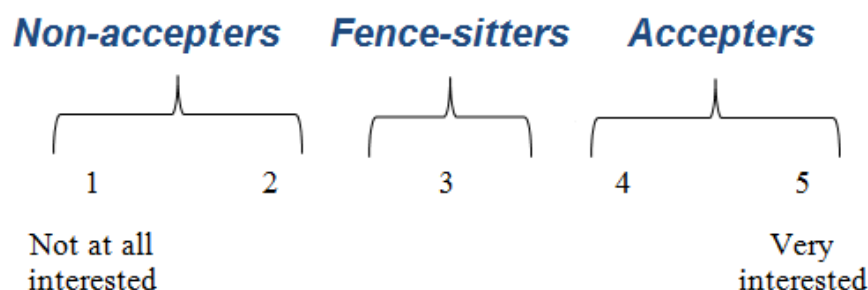 Non-accepters Fence-sitters Accepters
1 2 3 4 5
Not at all
interested
Very
interested